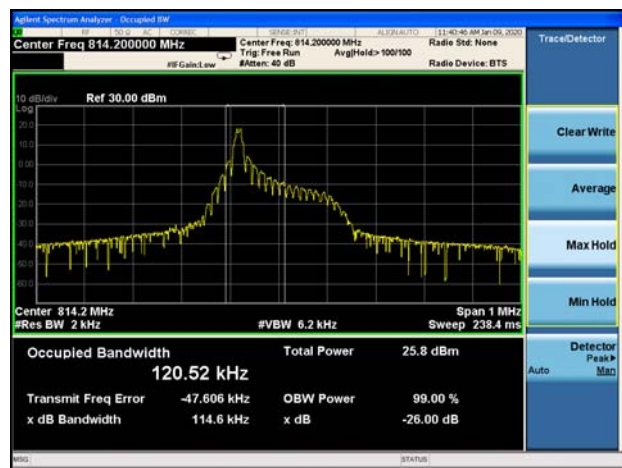 Agilent Spectrum Analyzer - Occupied BW
RF 50 Ω AC CORREC SENSE:INT ALIGN AUTO 11:40:46 AM Jan 09, 2020
Center Freq 814.200000 MHz
Center Freq: 814.200000 MHz
Radio Std: None
Trig: Free Run Avg|Hold:> 100/100
#IFGain:Low #Atten: 40 dB Radio Device: BTS
Trace/Detector
10 dB/div Ref 30.00 dBm
Log
20.0
10.0
0.00
-10.0
-20.0
-30.0
-40.0
-50.0
-60.0
Clear Write
Average
Max Hold
Min Hold
Detector
Peak▶
Auto Man
Center 814.2 MHz Span 1 MHz
#Res BW 2 kHz #VBW 6.2 kHz Sweep 238.4 ms
Occupied Bandwidth Total Power 25.8 dBm
120.52 kHz
Transmit Freq Error -47.606 kHz OBW Power 99.00 %
x dB Bandwidth 114.6 kHz x dB -26.00 dB
MSG STATUS